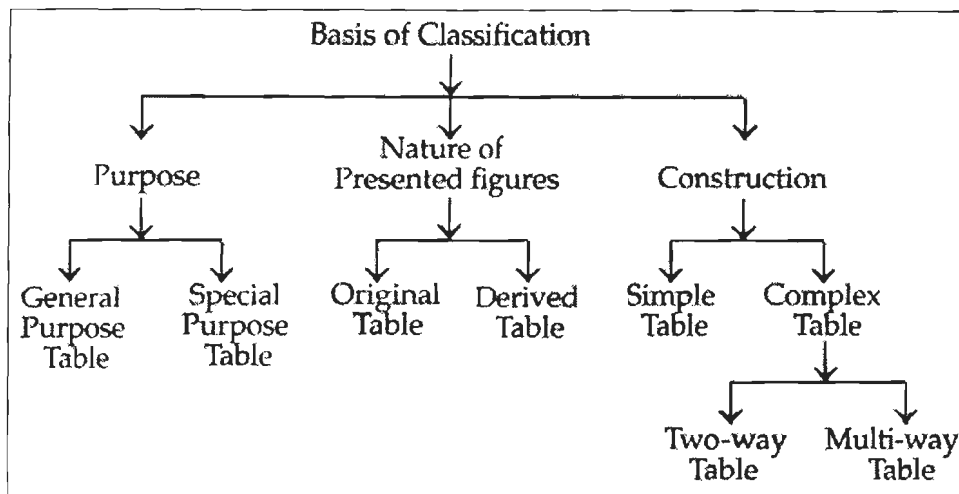 Basis of Classification
Purpose
Nature of
Presented figures
Construction
General
Purpose
Table
Special
Purpose
Table
Original
Table
Derived
Table
Simple
Table
Complex
Table
Two-way
Table
Multi-way
Table